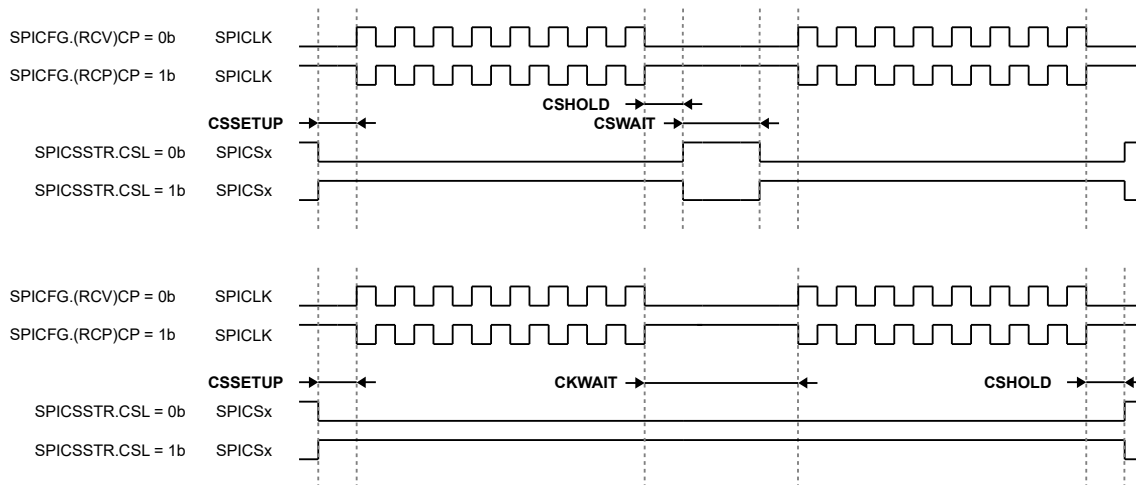 SPICFG.(RCV)CP = 0b SPICLK
SPICFG.(RCP)CP = 1b SPICLK
CSHOLD
CSSETUP CSWAIT
SPICSSTR.CSL = 0b SPICSx
SPICSSTR.CSL = 1b SPICSx
SPICFG.(RCV)CP = 0b SPICLK
SPICFG.(RCP)CP = 1b SPICLK
CSSETUP CKWAIT CSHOLD
SPICSSTR.CSL = 0b SPICSx
SPICSSTR.CSL = 1b SPICSx